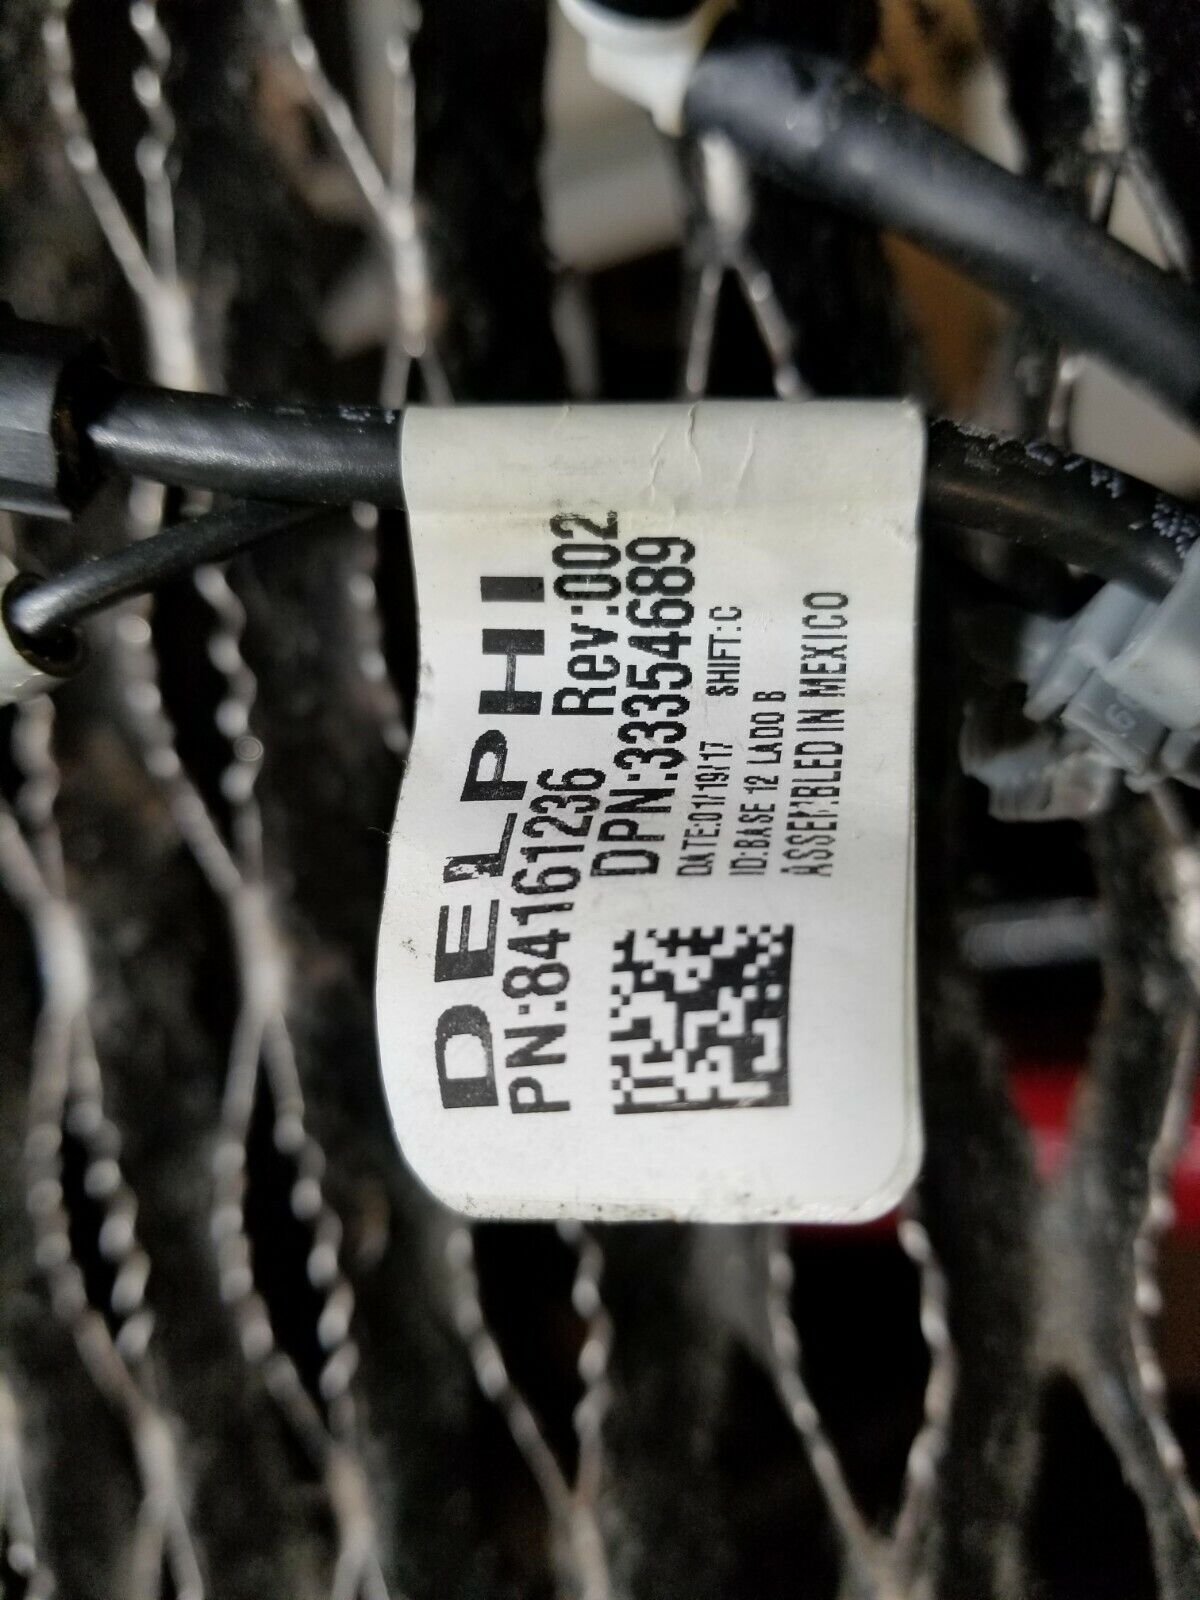 DELPHI
PN:84161236 Rev:002
DPN:33354689
DATE:01/19/17 SHIFT:C
ID:BASE 12 LADO B
ASSEMBLED IN MEXICO